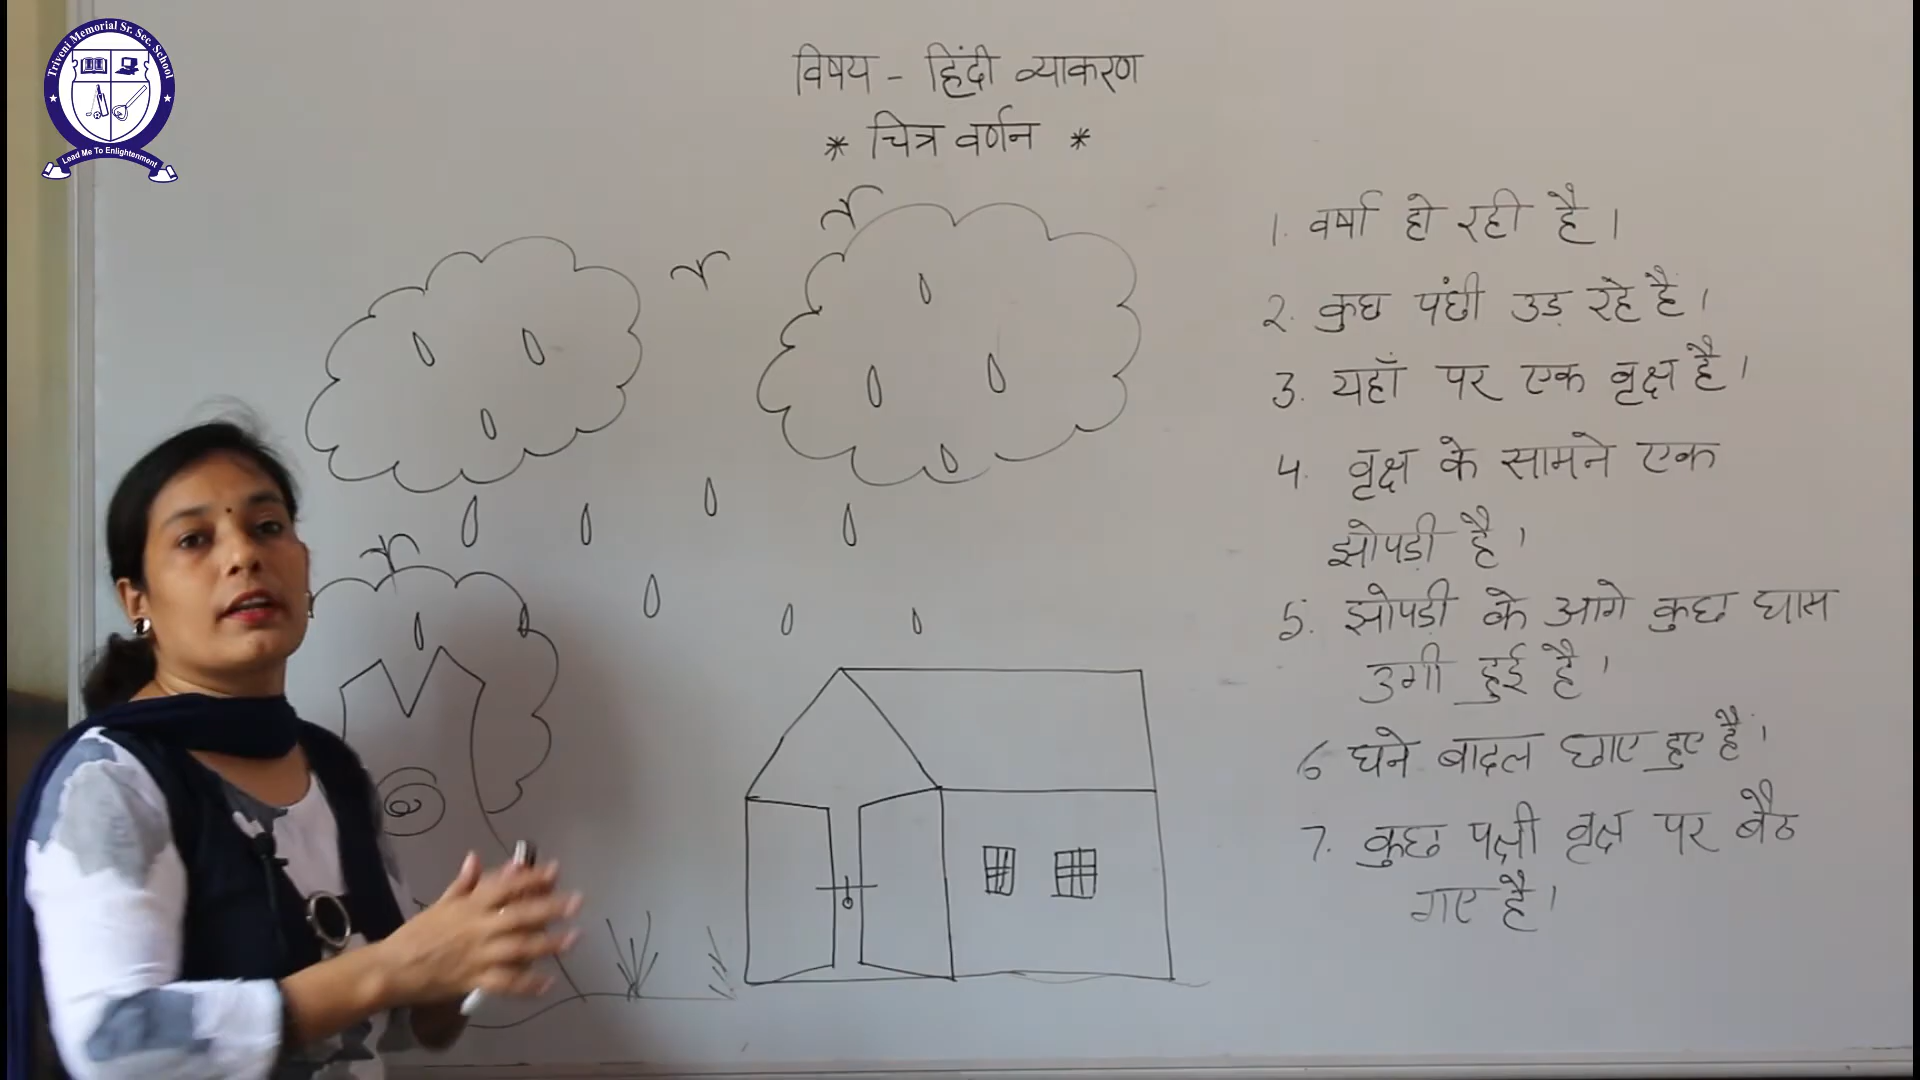 Triveni Memorial Sr. Sec. School
Lead Me To Enlightenment
विषय - हिंदी व्याकरण
* चित्र वर्णन *
1. वर्षा हो रही है।
2. कुछ पंछी उड़ रहे है।
3. यहाँ पर एक वृक्ष है।
4. वृक्ष के सामने एक
झोपड़ी है।
5. झोपड़ी के आगे कुछ घास
उगी हुई है।
6 घने बादल छाए हुए है।
7. कुछ पक्षी वृक्ष पर बैठ
गए है।